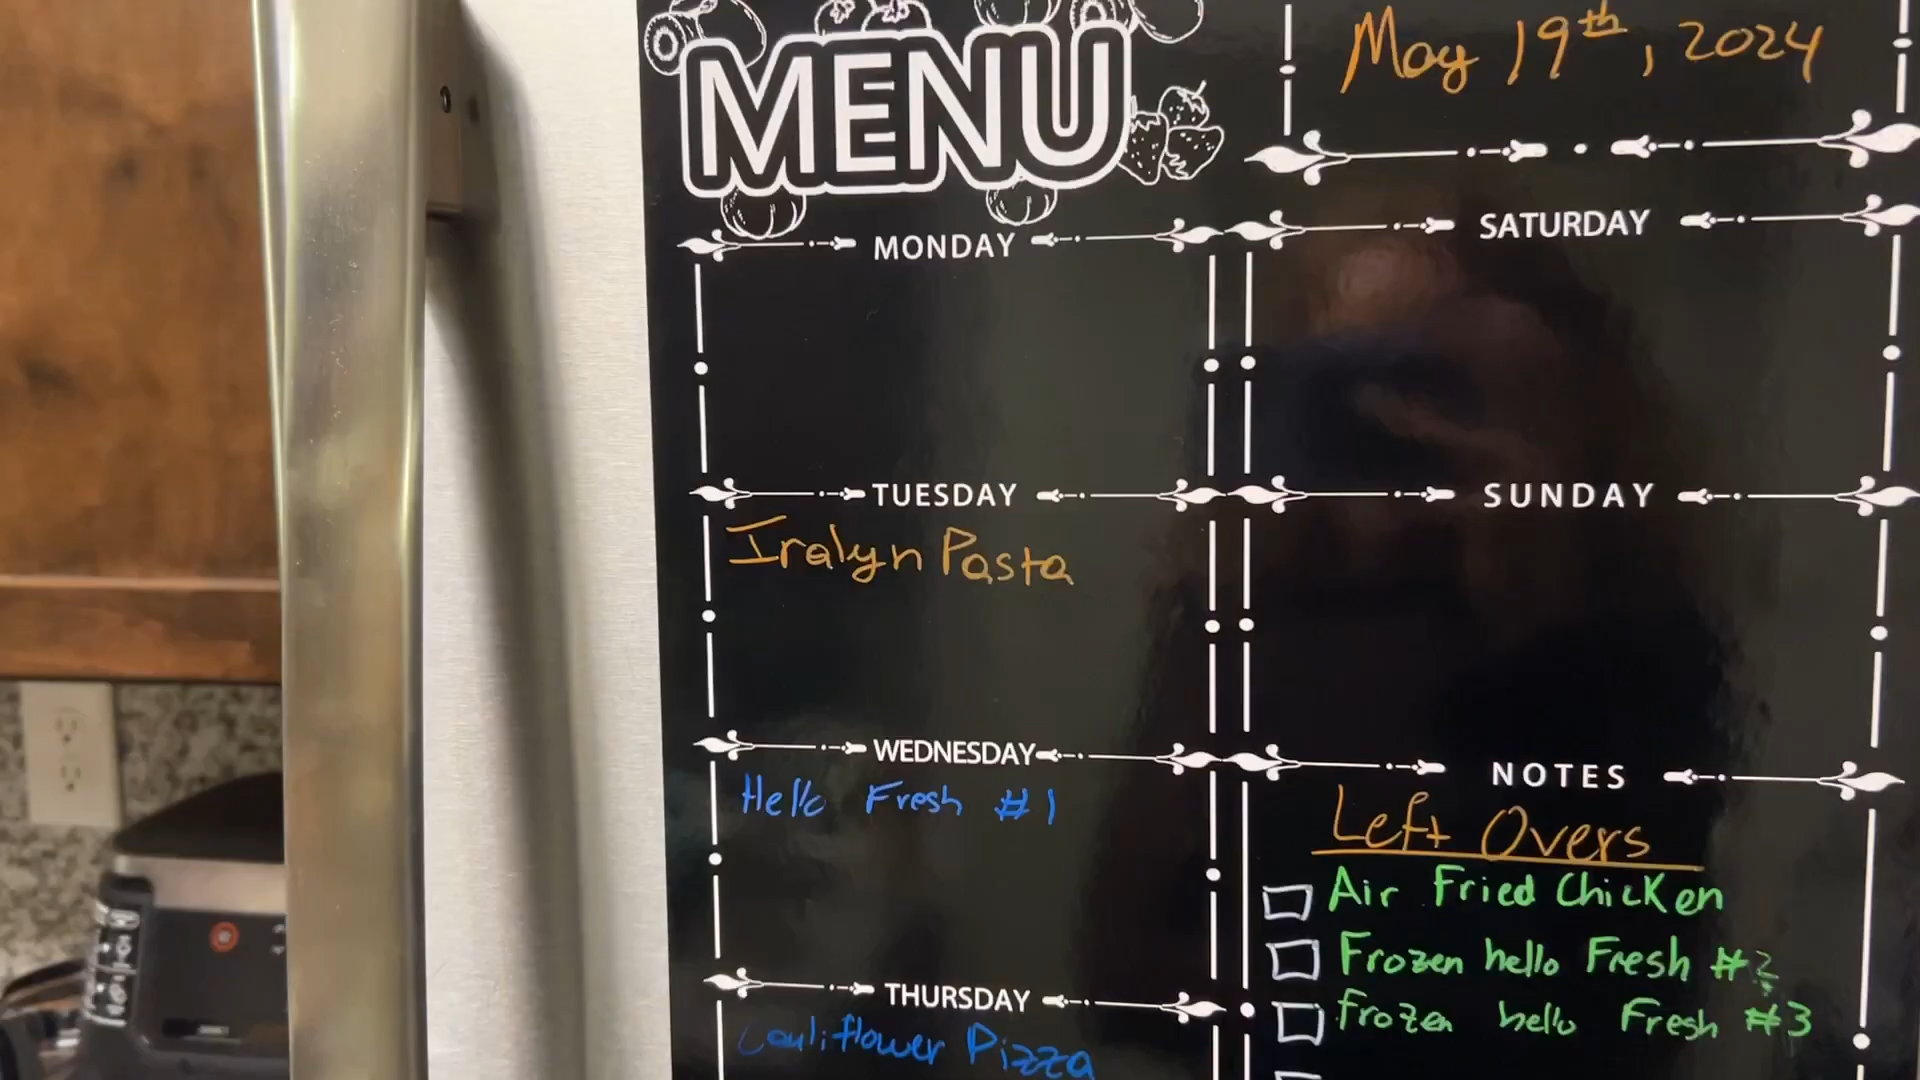 MENU
May 19th, 2024
MONDAY
TUESDAY
Iralyn Pasta
WEDNESDAY
Hello Fresh #1
THURSDAY
Cauliflower Pizza
SATURDAY
SUNDAY
NOTES
Left Overs
Air Fried Chicken
Frozen hello Fresh #2
Frozen hello Fresh #3